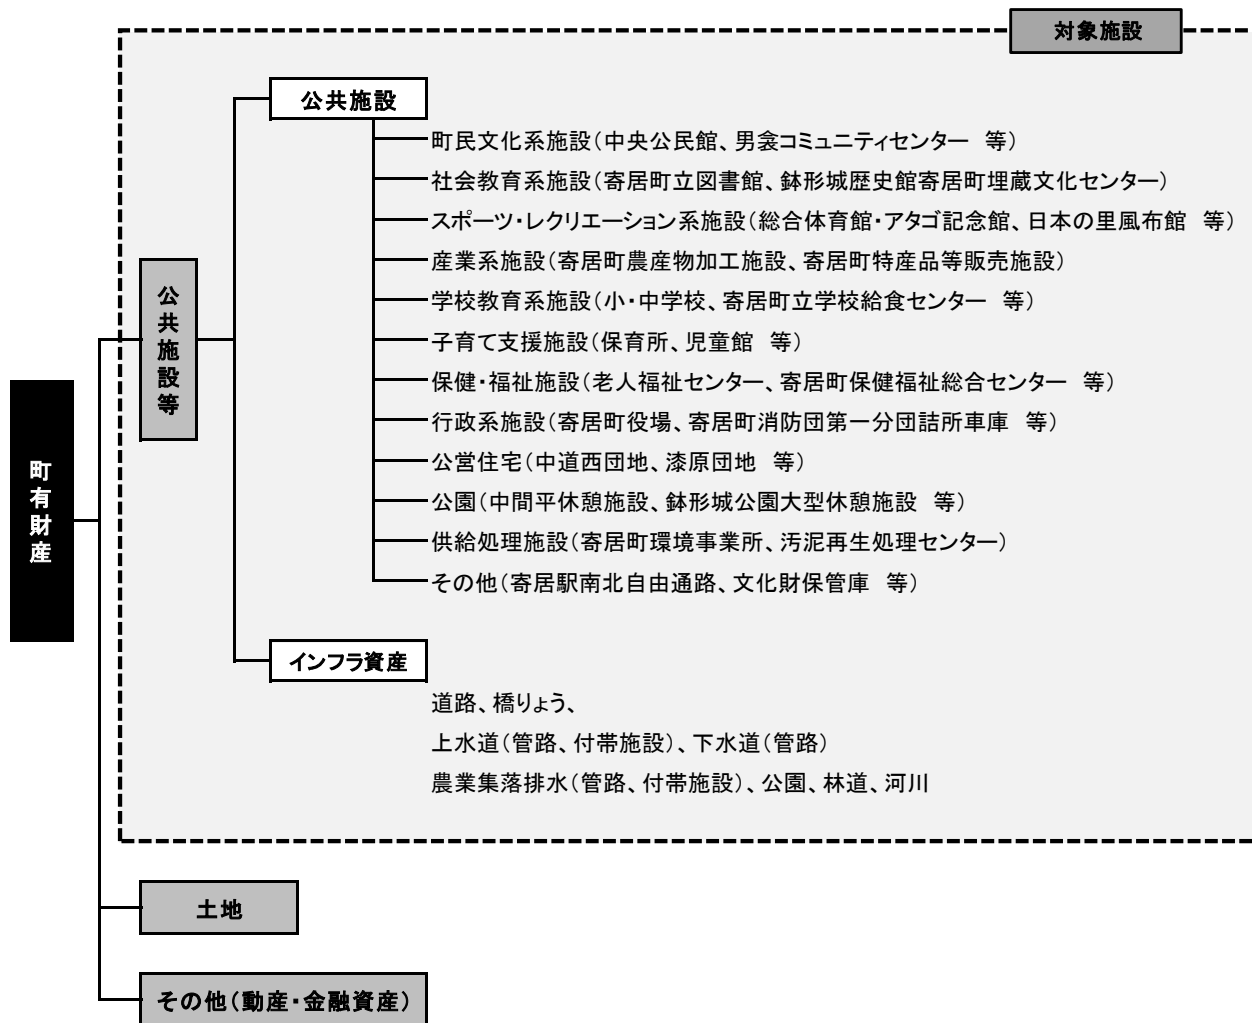 対象施設
公共施設
町民文化系施設（中央公民館、男衾コミュニティセンター　等）
社会教育系施設（寄居町立図書館、鉢形城歴史館寄居町埋蔵文化センター）
スポーツ・レクリエーション系施設（総合体育館・アタゴ記念館、日本の里風布館　等）
産業系施設（寄居町農産物加工施設、寄居町特産品等販売施設）
学校教育系施設（小・中学校、寄居町立学校給食センター　等）
子育て支援施設（保育所、児童館　等）
保健・福祉施設（老人福祉センター、寄居町保健福祉総合センター　等）
行政系施設（寄居町役場、寄居町消防団第一分団詰所車庫　等）
公営住宅（中道西団地、漆原団地　等）
公園（中間平休憩施設、鉢形城公園大型休憩施設　等）
供給処理施設（寄居町環境事業所、汚泥再生処理センター）
その他（寄居駅南北自由通路、文化財保管庫　等）
公共施設等
町有財産
インフラ資産
道路、橋りょう、
上水道（管路、付帯施設）、下水道（管路）
農業集落排水（管路、付帯施設）、公園、林道、河川
土地
その他（動産・金融資産）